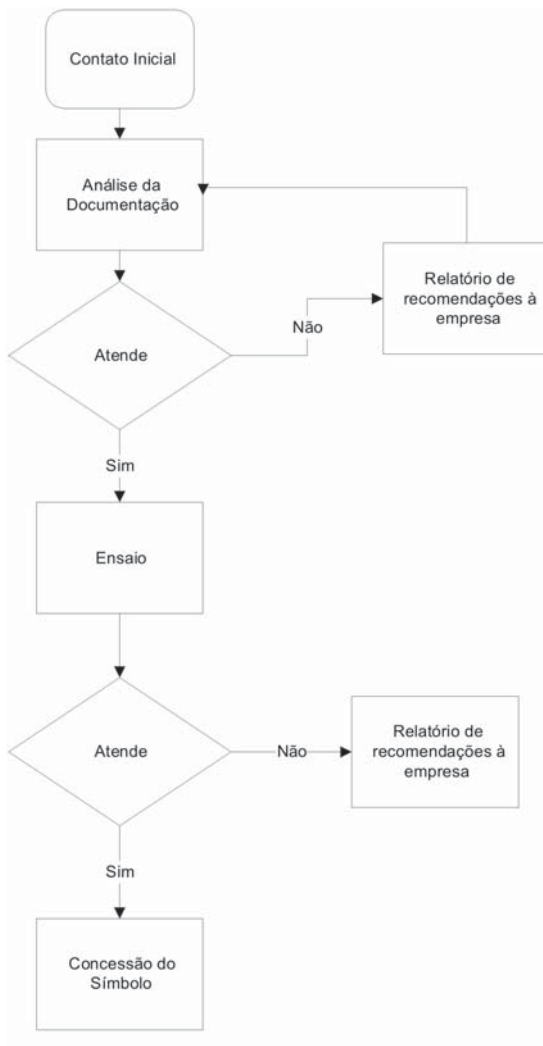 Contato Inicial
Análise da
Documentação
Relatório de
recomendações à
empresa
Não
Atende
Sim
Ensaio
Atende
Não
Relatório de
recomendações à
empresa
Sim
Concessão do
Símbolo